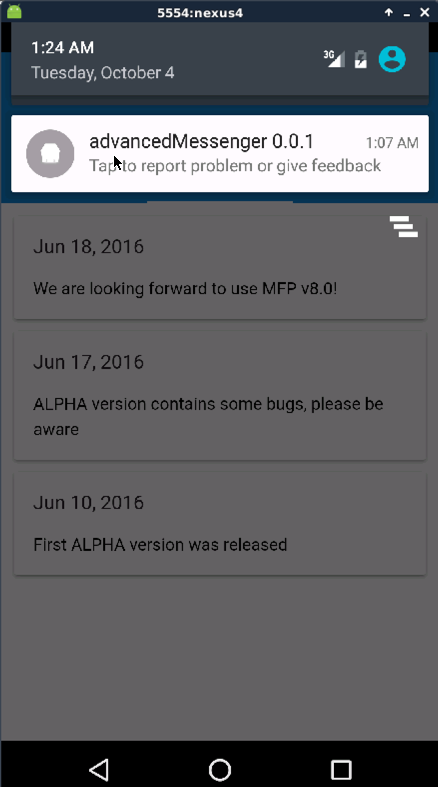 5554:nexus4
1:24 AM
3G
Tuesday, October 4
advancedMessenger 0.0.1
1:07 AM
Tap to report problem or give feedback
Jun 18, 2016
We are looking forward to use MFP v8.0!
Jun 17, 2016
ALPHA version contains some bugs, please be
aware
Jun 10, 2016
First ALPHA version was released